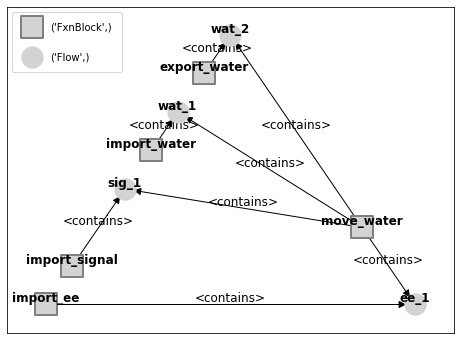 ('FxnBlock',)
('Flow',)
wat_2
<contains>
export_water
wat_1
<contains>
<contains>
import_water
<contains>
sig_1
<contains>
<contains>
move_water
import_signal
<contains>
import_ee
<contains>
ee_1